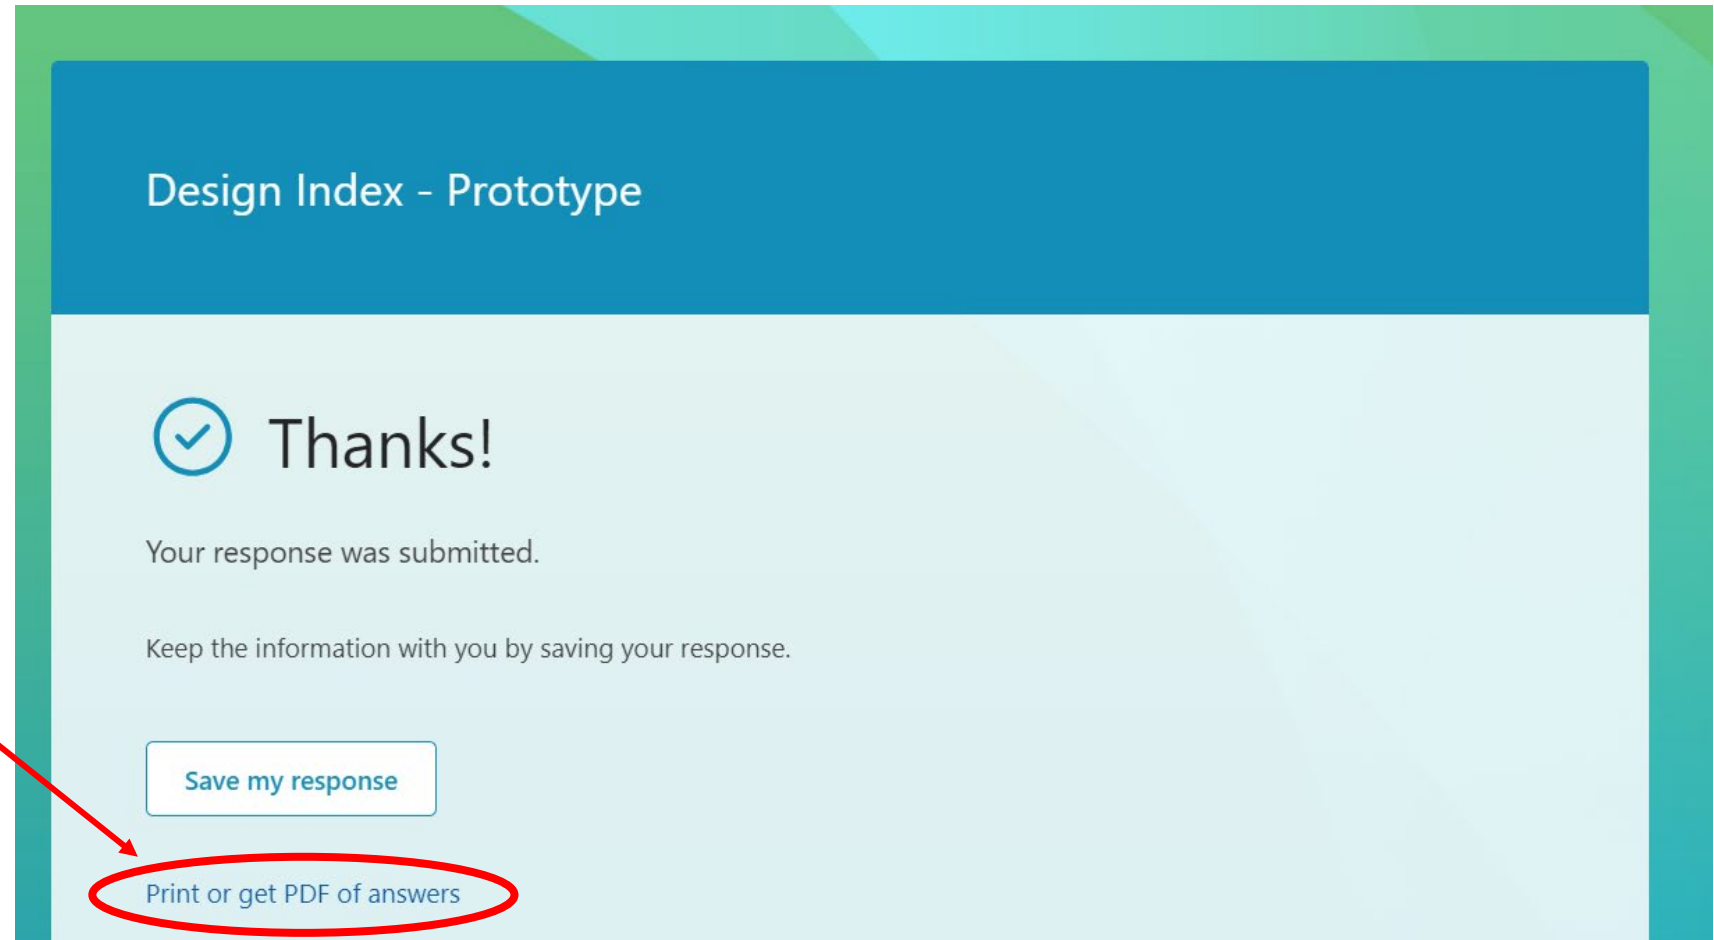 Design Index - Prototype
Thanks!
Your response was submitted.
Keep the information with you by saving your response.
Save my response
Print or get PDF of answers